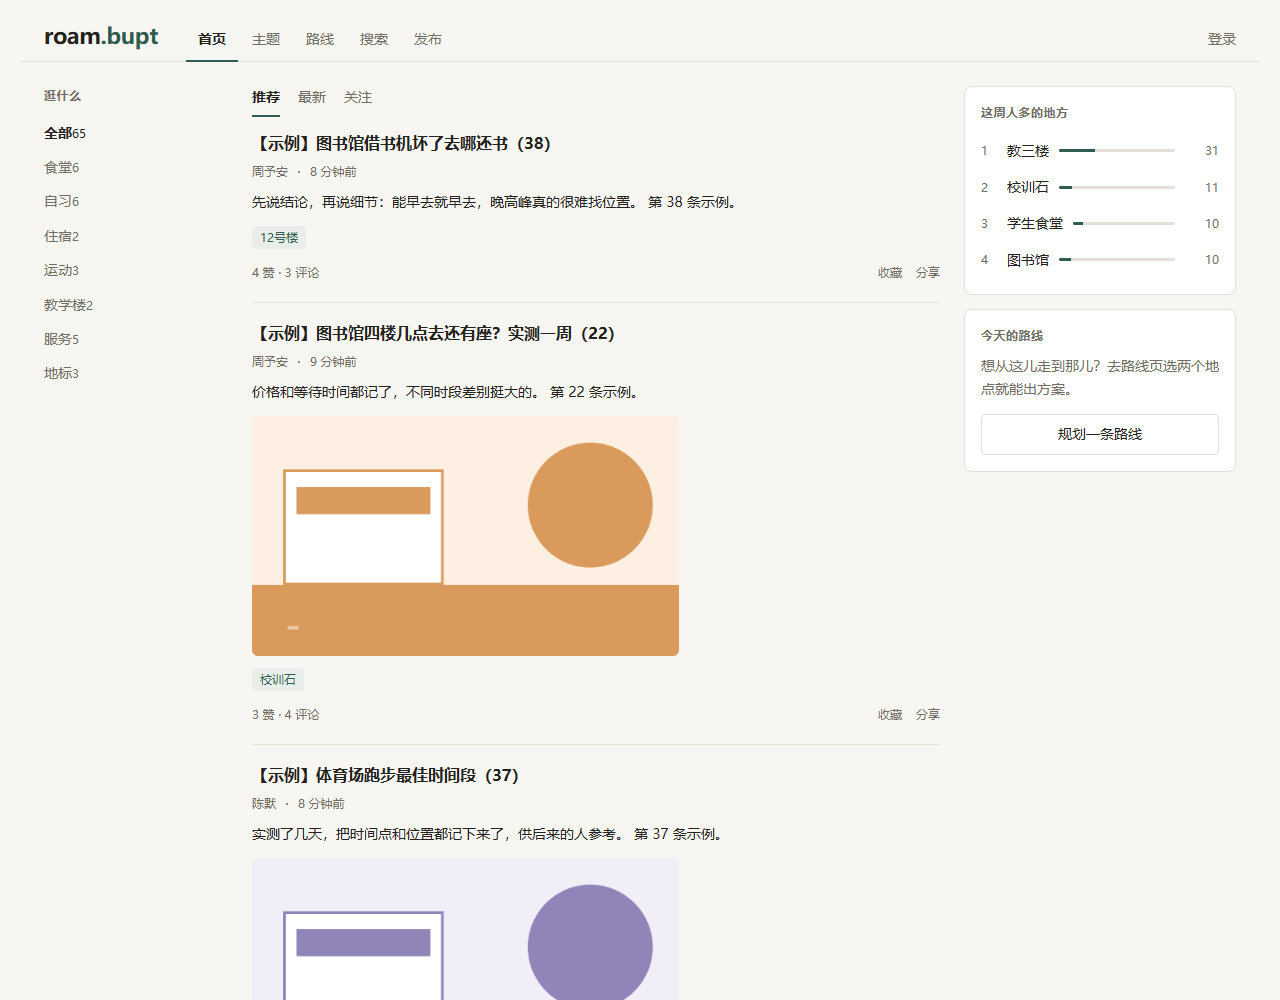 roam.bupt 首页 主题 路线 搜索 发布 登录
逛什么
全部65
食堂6
自习6
住宿2
运动3
教学楼2
服务5
地标3
推荐 最新 关注
【示例】图书馆借书机坏了去哪还书（38）
周予安 · 8 分钟前
先说结论，再说细节：能早去就早去，晚高峰真的很难找位置。 第 38 条示例。
12号楼
4 赞 · 3 评论 收藏 分享
【示例】图书馆四楼几点去还有座？实测一周（22）
周予安 · 9 分钟前
价格和等待时间都记了，不同时段差别挺大的。 第 22 条示例。
校训石
3 赞 · 4 评论 收藏 分享
【示例】体育场跑步最佳时间段（37）
陈默 · 8 分钟前
实测了几天，把时间点和位置都记下来了，供后来的人参考。 第 37 条示例。
这周人多的地方
1 教三楼 31
2 校训石 11
3 学生食堂 10
4 图书馆 10
今天的路线
想从这儿走到那儿？去路线页选两个地
点就能出方案。
规划一条路线